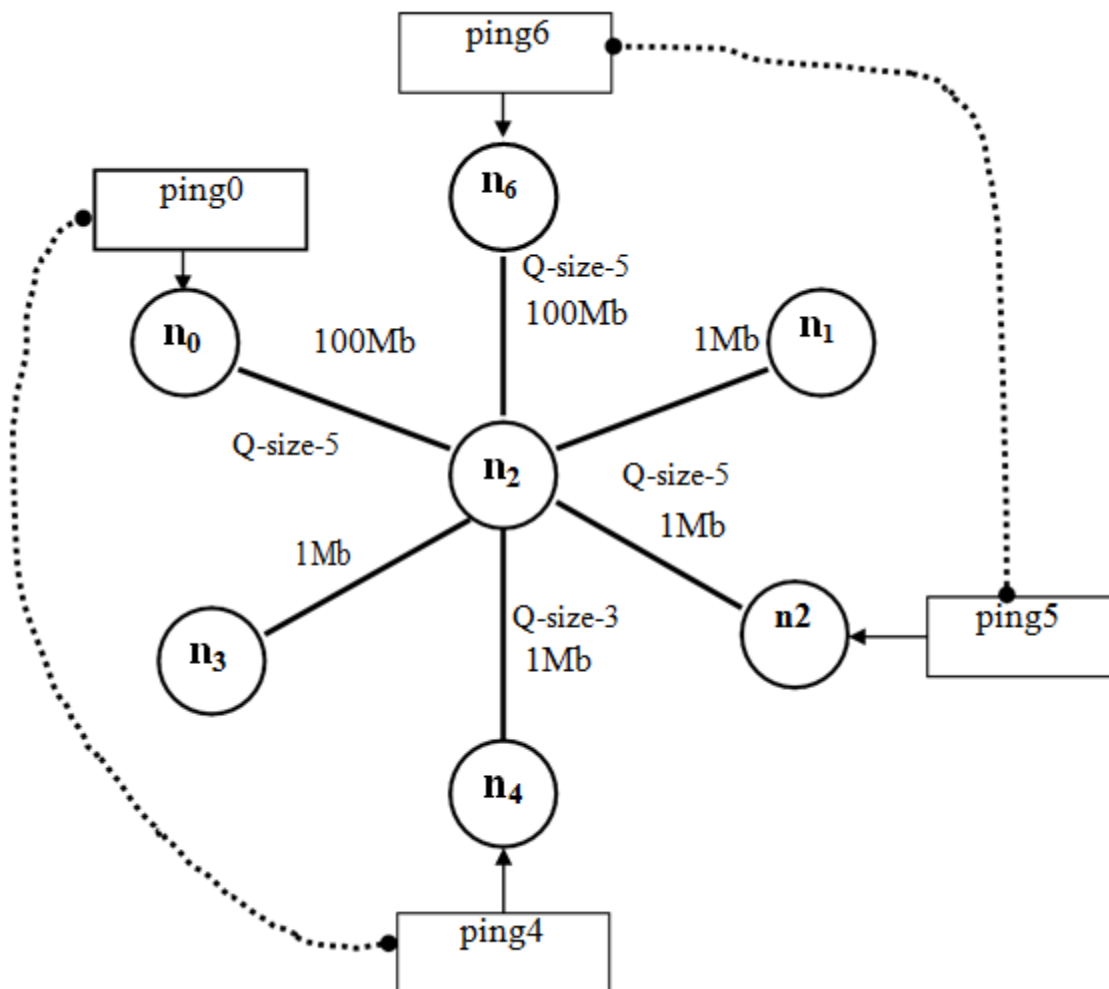 ping6
ping0
n₆
Q-size-5
100Mb
n₀
100Mb
1Mb
n₁
Q-size-5
n₂
Q-size-5
1Mb
1Mb
n₃
Q-size-3
1Mb
n2
ping5
n₄
ping4